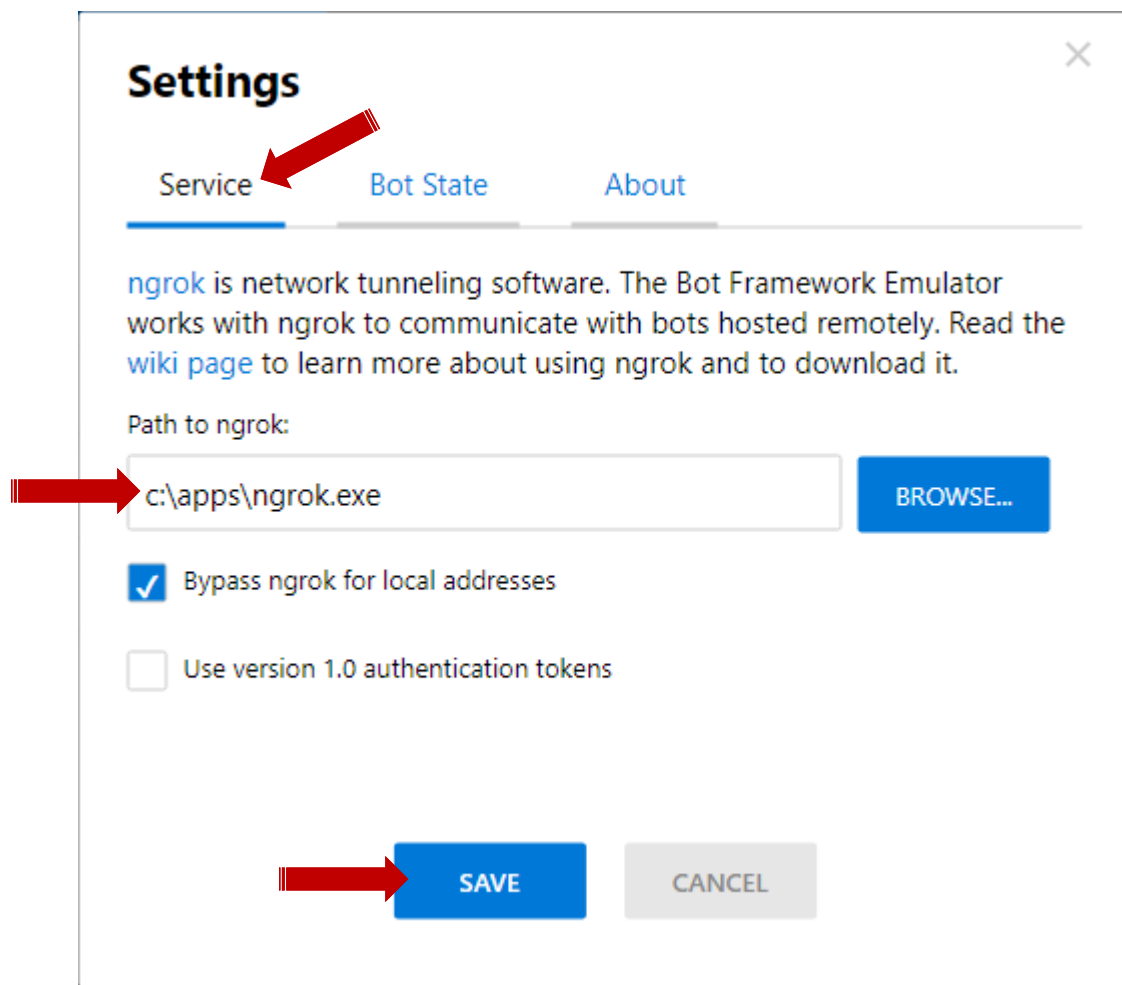 Settings
Service Bot State About
ngrok is network tunneling software. The Bot Framework Emulator
works with ngrok to communicate with bots hosted remotely. Read the
wiki page to learn more about using ngrok and to download it.
Path to ngrok:
c:\apps\ngrok.exe BROWSE...
Bypass ngrok for local addresses
Use version 1.0 authentication tokens
SAVE CANCEL